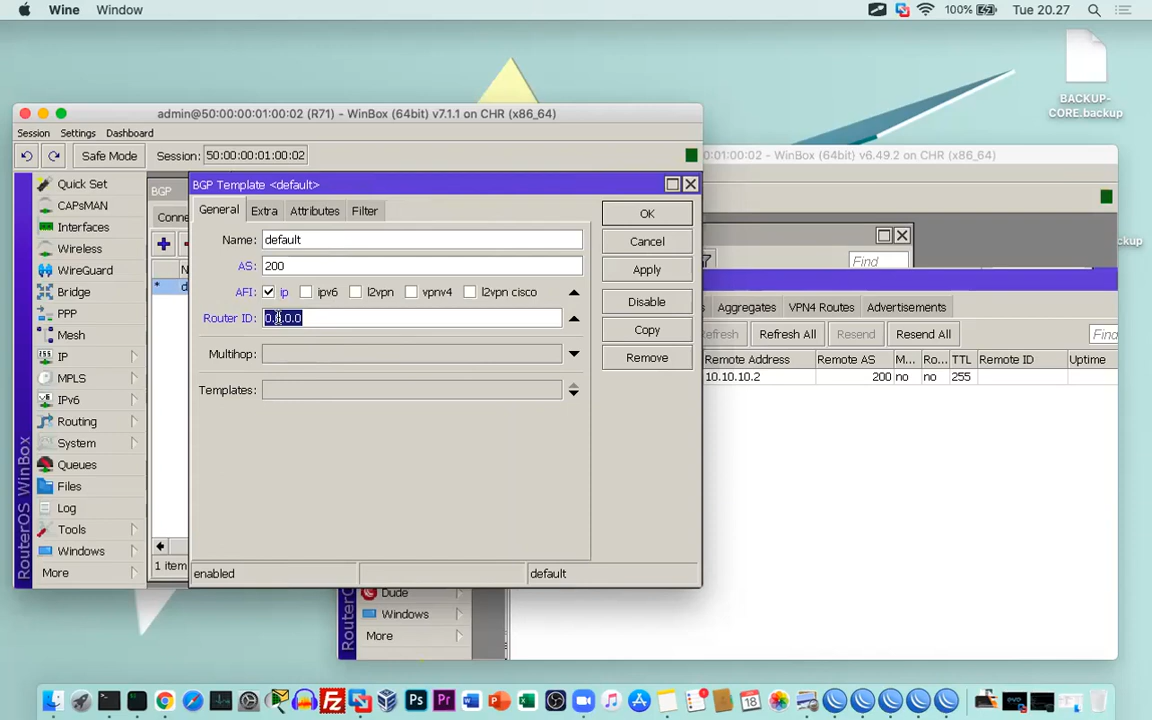 Wine Window
100% Tue 20.27
BACKUP-
CORE.backup
admin@50:00:00:01:00:02 (R71) - WinBox (64bit) v7.1.1 on CHR (x86_64)
Session Settings Dashboard
Safe Mode Session: 50:00:00:01:00:02
0:01:00:02 - WinBox (64bit) v6.49.2 on CHR (x86_64)
Quick Set
CAPsMAN
Interfaces
Wireless
WireGuard
Bridge
PPP
Mesh
IP
MPLS
IPv6
Routing
System
Queues
Files
Log
Tools
Windows
More
RouterOS WinBox
BGP
Conne
N
* d
1 item
BGP Template <default>
General Extra Attributes Filter
Name: default
AS: 200
AFI: ip ipv6 l2vpn vpnv4 l2vpn cisco
Router ID: 0.0.0.0
Multihop:
Templates:
OK
Cancel
Apply
Disable
Copy
Remove
enabled default
Find
ckup
s Aggregates VPN4 Routes Advertisements
Refresh Refresh All Resend Resend All Find
Remote Address Remote AS M... Ro... TTL Remote ID Uptime
10.10.10.2 200 no no 255
Dude
Windows
More
RouterO